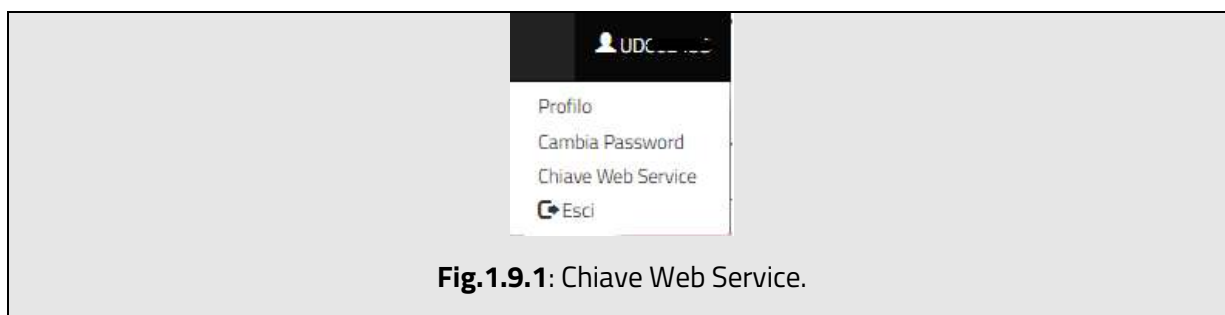 Profilo
Cambia Password
Chiave Web Service
Esci
Fig.1.9.1: Chiave Web Service.